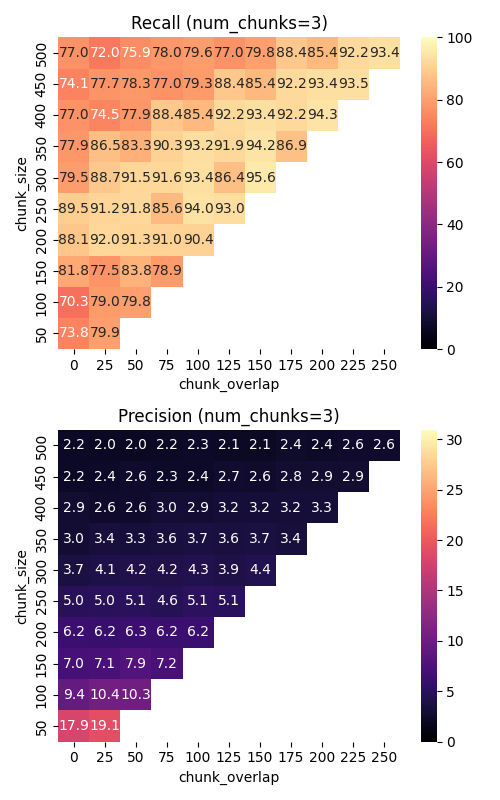 Recall (num_chunks=3)
500 77.0 72.0 75.9 78.0 79.6 77.0 79.8 88.4 85.4 92.2 93.4
450 74.1 77.7 78.3 77.0 79.3 88.4 85.4 92.2 93.4 93.5
400 77.0 74.5 77.9 88.4 85.4 92.2 93.4 92.2 94.3
350 77.9 86.5 83.3 90.3 93.2 91.9 94.2 86.9
300 79.5 88.7 91.5 91.6 93.4 86.4 95.6
250 89.5 91.2 91.8 85.6 94.0 93.0
200 88.1 92.0 91.3 91.0 90.4
150 81.8 77.5 83.8 78.9
100 70.3 79.0 79.8
50 73.8 79.9
0 25 50 75 100 125 150 175 200 225 250
chunk_overlap
chunk_size
100
80
60
40
20
0
Precision (num_chunks=3)
500 2.2 2.0 2.0 2.2 2.3 2.1 2.1 2.4 2.4 2.6 2.6
450 2.2 2.4 2.6 2.3 2.4 2.7 2.6 2.8 2.9 2.9
400 2.9 2.6 2.6 3.0 2.9 3.2 3.2 3.2 3.3
350 3.0 3.4 3.3 3.6 3.7 3.6 3.7 3.4
300 3.7 4.1 4.2 4.2 4.3 3.9 4.4
250 5.0 5.0 5.1 4.6 5.1 5.1
200 6.2 6.2 6.3 6.2 6.2
150 7.0 7.1 7.9 7.2
100 9.4 10.4 10.3
50 17.9 19.1
0 25 50 75 100 125 150 175 200 225 250
chunk_overlap
chunk_size
30
25
20
15
10
5
0